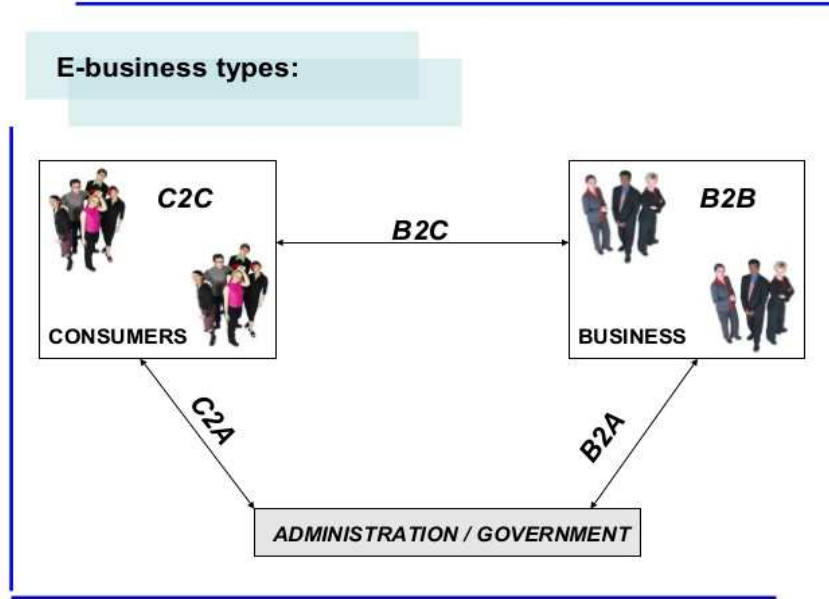 E-business types:
C2C
B2C
B2B
CONSUMERS
BUSINESS
C2A
B2A
ADMINISTRATION / GOVERNMENT